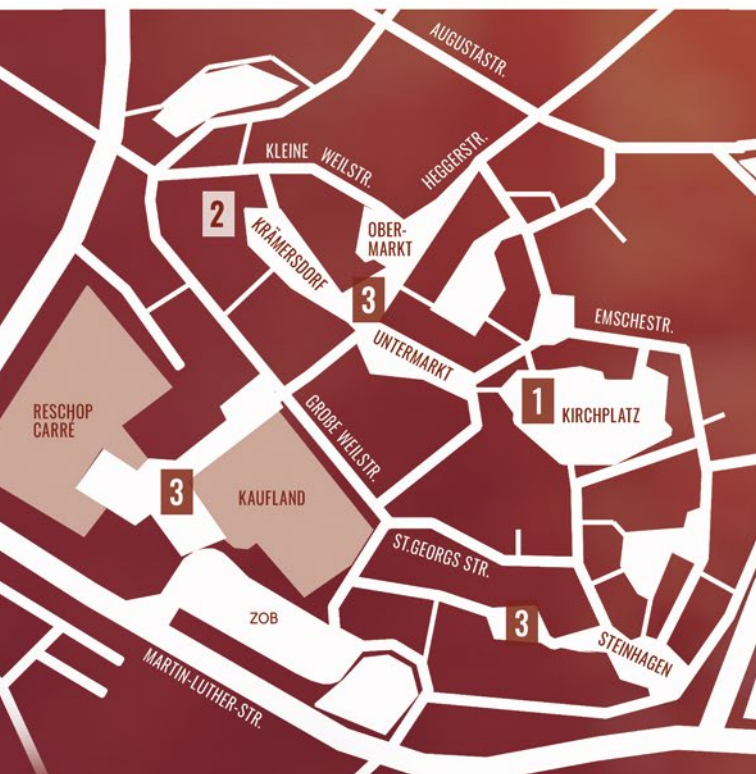 AUGUSTASTR.
KLEINE WEILSTR.
HEGGERSTR.
2
KRÄMERSDORF
OBER-
MARKT
3
EMSCHESTR.
UNTERMARKT
1
KIRCHPLATZ
RESCHOP
CARRÉ
GROßE WEILSTR.
3
KAUFLAND
ST.GEORGS STR.
ZOB
3
STEINHAGEN
MARTIN-LUTHER-STR.